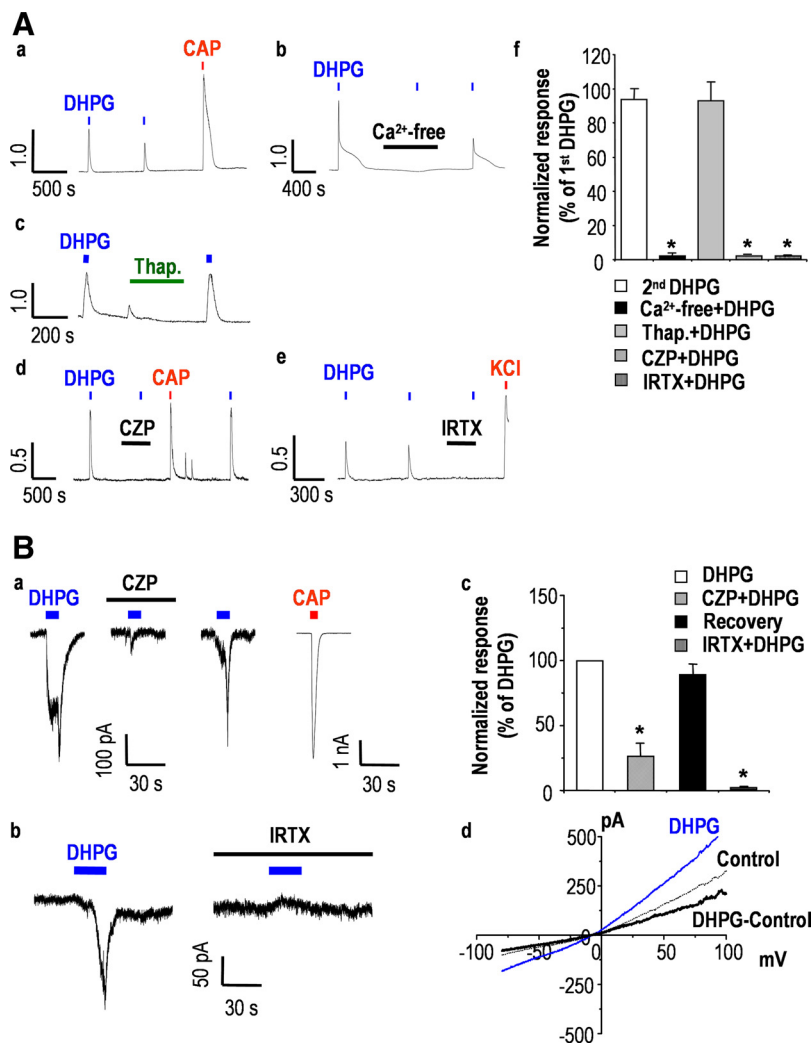 A
a
CAP
DHPG
1.0
500 s
b
DHPG
Ca²⁺-free
1.0
400 s
c
DHPG
Thap.
1.0
200 s
d
DHPG
CAP
CZP
0.5
500 s
e
DHPG
KCl
IRTX
0.5
300 s
f
Normalized response
(% of 1st DHPG)
120
100
80
60
40
20
0
*
*
*
2nd DHPG
Ca²⁺-free+DHPG
Thap.+DHPG
CZP+DHPG
IRTX+DHPG
B
a
CZP
DHPG
CAP
100 pA
30 s
1 nA
30 s
b
DHPG
IRTX
50 pA
30 s
c
DHPG
CZP+DHPG
Recovery
IRTX+DHPG
Normalized response
(% of DHPG)
150
100
50
0
*
*
d
pA
500
250
0
-250
-500
DHPG
Control
DHPG-Control
-100
-50
0
50
100
mV